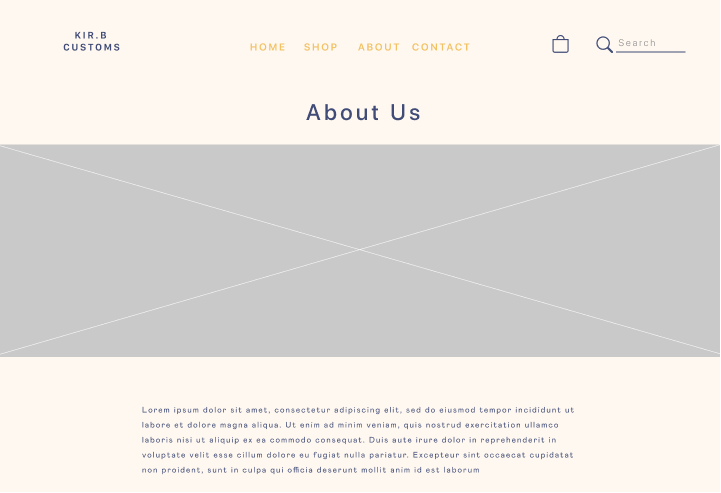 KIR.B
CUSTOMS
HOME SHOP ABOUT CONTACT
Search
About Us
Lorem ipsum dolor sit amet, consectetur adipiscing elit, sed do eiusmod tempor incididunt ut
labore et dolore magna aliqua. Ut enim ad minim veniam, quis nostrud exercitation ullamco
laboris nisi ut aliquip ex ea commodo consequat. Duis aute irure dolor in reprehenderit in
voluptate velit esse cillum dolore eu fugiat nulla pariatur. Excepteur sint occaecat cupidatat
non proident, sunt in culpa qui officia deserunt mollit anim id est laborum